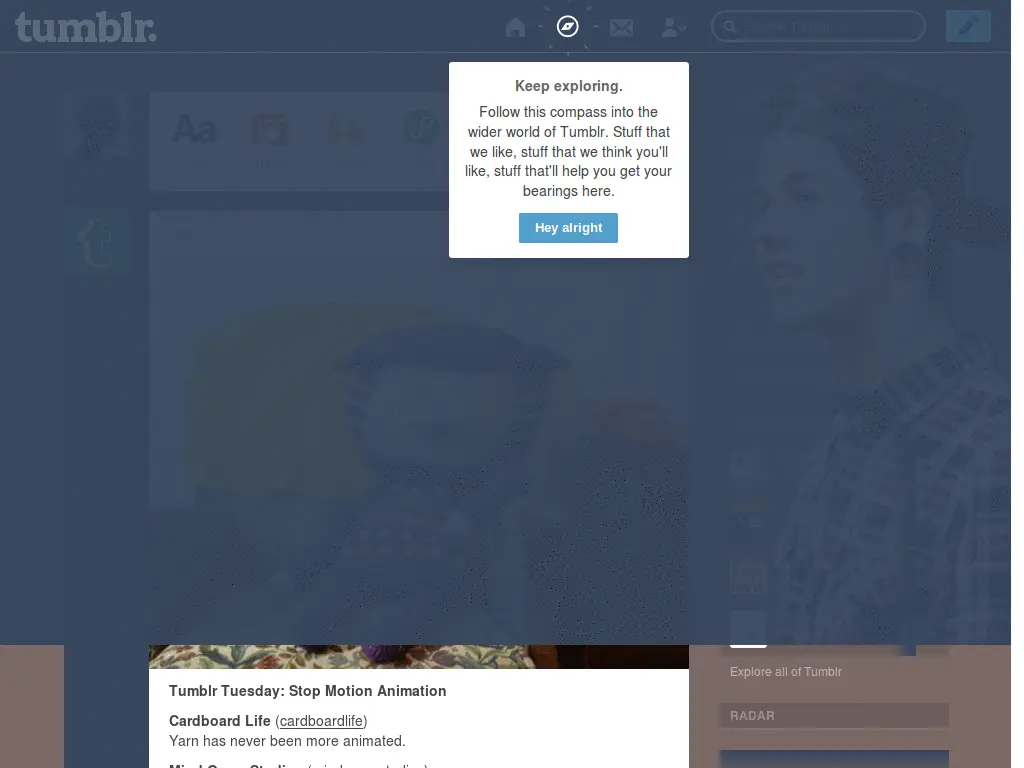 tumblr.
Search Tumblr
Keep exploring.
Follow this compass into the
wider world of Tumblr. Stuff that
we like, stuff that we think you'll
like, stuff that'll help you get your
bearings here.
Hey alright
Aa
Tumblr Tuesday: Stop Motion Animation
Cardboard Life (cardboardlife)
Yarn has never been more animated.
Explore all of Tumblr
RADAR